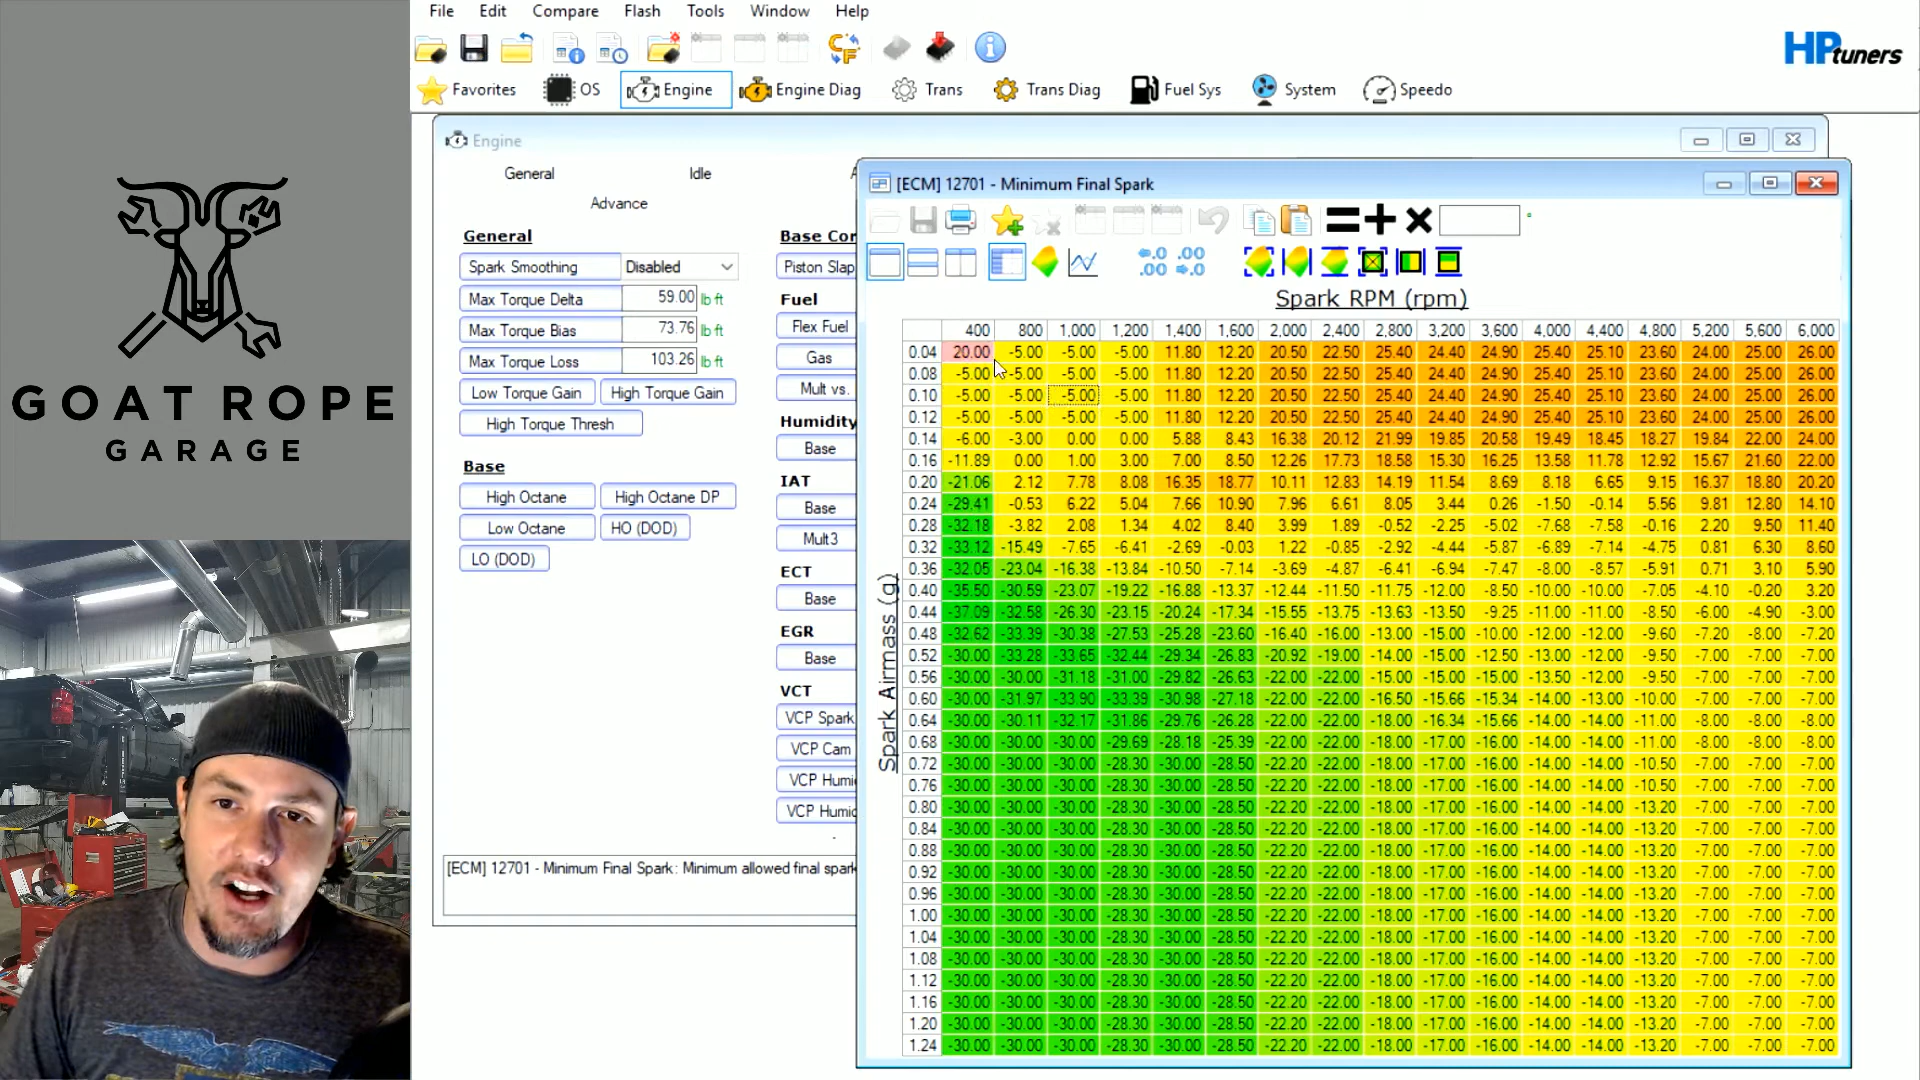 File Edit Compare Flash Tools Window Help
HP tuners
Favorites OS Engine Engine Diag Trans Trans Diag Fuel Sys System Speedo
Engine
General Idle
Advance
General
Spark Smoothing Disabled
Max Torque Delta 59.00 lb ft
Max Torque Bias 73.76 lb ft
Max Torque Loss 103.26 lb ft
Low Torque Gain High Torque Gain
High Torque Thresh
Base
High Octane High Octane DP
Low Octane HO (DOD)
LO (DOD)
Base Cor
Piston Slap
Fuel
Flex Fuel
Gas
Mult vs.
Humidity
Base
IAT
Base
Mult3
ECT
Base
EGR
Base
VCT
VCP Spark
VCP Cam
VCP Humi
VCP Humid
[ECM] 12701 - Minimum Final Spark: Minimum allowed final spark
GOAT ROPE
GARAGE
[ECM] 12701 - Minimum Final Spark
Spark RPM (rpm)
Spark Airmass (g)
400 800 1,000 1,200 1,400 1,600 2,000 2,400 2,800 3,200 3,600 4,000 4,400 4,800 5,200 5,600 6,000
0.04 20.00 -5.00 -5.00 -5.00 11.80 12.20 20.50 22.50 25.40 24.40 24.90 25.40 25.10 23.60 24.00 25.00 26.00
0.08 -5.00 -5.00 -5.00 -5.00 11.80 12.20 20.50 22.50 25.40 24.40 24.90 25.40 25.10 23.60 24.00 25.00 26.00
0.10 -5.00 -5.00 -5.00 -5.00 11.80 12.20 20.50 22.50 25.40 24.40 24.90 25.40 25.10 23.60 24.00 25.00 26.00
0.12 -5.00 -5.00 -5.00 -5.00 11.80 12.20 20.50 22.50 25.40 24.40 24.90 25.40 25.10 23.60 24.00 25.00 26.00
0.14 -6.00 -3.00 0.00 0.00 5.88 8.43 16.38 20.12 21.99 19.85 20.58 19.49 18.45 18.27 19.84 22.00 24.00
0.16 -11.89 0.00 1.00 3.00 7.00 8.50 12.26 17.73 18.58 15.30 16.25 13.58 11.78 12.92 15.67 21.60 22.00
0.20 -21.06 2.12 7.78 8.08 16.35 18.77 10.11 12.83 14.19 11.54 8.69 8.18 6.65 9.15 16.37 18.80 20.20
0.24 -29.41 -0.53 6.22 5.04 7.66 10.90 7.96 6.61 8.05 3.44 0.26 -1.50 -0.14 5.56 9.81 12.80 14.10
0.28 -32.18 -3.82 2.08 1.34 4.02 8.40 3.99 1.89 -0.52 -2.25 -5.02 -7.68 -7.58 -0.16 2.20 9.50 11.40
0.32 -33.12 -15.49 -7.65 -6.41 -2.69 -0.03 1.22 -0.85 -2.92 -4.44 -5.87 -6.89 -7.14 -4.75 0.81 6.30 8.60
0.36 -32.05 -23.04 -16.38 -13.84 -10.50 -7.14 -3.69 -4.87 -6.41 -6.94 -7.47 -8.00 -8.57 -5.91 0.71 3.10 5.90
0.40 -35.50 -30.59 -23.07 -19.22 -16.88 -13.37 -12.44 -11.50 -11.75 -12.00 -8.50 -10.00 -10.00 -7.05 -4.10 -0.20 3.20
0.44 -37.09 -32.58 -26.30 -23.15 -20.24 -17.34 -15.55 -13.75 -13.63 -13.50 -9.25 -11.00 -11.00 -8.50 -6.00 -4.90 -3.00
0.48 -32.62 -33.39 -30.38 -27.53 -25.28 -23.60 -16.40 -16.00 -13.00 -15.00 -10.00 -12.00 -12.00 -9.60 -7.20 -8.00 -7.20
0.52 -30.00 -33.28 -33.65 -32.44 -29.34 -26.83 -20.92 -19.00 -14.00 -15.00 -12.50 -13.00 -12.00 -9.50 -7.00 -7.00 -7.00
0.56 -30.00 -30.00 -31.18 -31.00 -29.82 -26.63 -22.00 -22.00 -15.00 -15.00 -15.00 -13.50 -12.00 -9.50 -7.00 -7.00 -7.00
0.60 -30.00 -31.97 -33.90 -33.39 -30.98 -27.18 -22.00 -22.00 -16.50 -15.66 -15.34 -14.00 -13.00 -10.00 -7.00 -7.00 -7.00
0.64 -30.00 -30.11 -32.17 -31.86 -29.76 -26.28 -22.00 -22.00 -18.00 -16.34 -15.66 -14.00 -14.00 -11.00 -8.00 -8.00 -8.00
0.68 -30.00 -30.00 -30.00 -29.69 -28.18 -25.39 -22.00 -22.00 -18.00 -17.00 -16.00 -14.00 -14.00 -11.00 -8.00 -8.00 -8.00
0.72 -30.00 -30.00 -30.00 -28.30 -30.00 -28.50 -22.20 -22.00 -18.00 -17.00 -16.00 -14.00 -14.00 -10.50 -7.00 -7.00 -7.00
0.76 -30.00 -30.00 -30.00 -28.30 -30.00 -28.50 -22.20 -22.00 -18.00 -17.00 -16.00 -14.00 -14.00 -10.50 -7.00 -7.00 -7.00
0.80 -30.00 -30.00 -30.00 -28.30 -30.00 -28.50 -22.20 -22.00 -18.00 -17.00 -16.00 -14.00 -14.00 -13.20 -7.00 -7.00 -7.00
0.84 -30.00 -30.00 -30.00 -28.30 -30.00 -28.50 -22.20 -22.00 -18.00 -17.00 -16.00 -14.00 -14.00 -13.20 -7.00 -7.00 -7.00
0.88 -30.00 -30.00 -30.00 -28.30 -30.00 -28.50 -22.20 -22.00 -18.00 -17.00 -16.00 -14.00 -14.00 -13.20 -7.00 -7.00 -7.00
0.92 -30.00 -30.00 -30.00 -28.30 -30.00 -28.50 -22.20 -22.00 -18.00 -17.00 -16.00 -14.00 -14.00 -13.20 -7.00 -7.00 -7.00
0.96 -30.00 -30.00 -30.00 -28.30 -30.00 -28.50 -22.20 -22.00 -18.00 -17.00 -16.00 -14.00 -14.00 -13.20 -7.00 -7.00 -7.00
1.00 -30.00 -30.00 -30.00 -28.30 -30.00 -28.50 -22.20 -22.00 -18.00 -17.00 -16.00 -14.00 -14.00 -13.20 -7.00 -7.00 -7.00
1.04 -30.00 -30.00 -30.00 -28.30 -30.00 -28.50 -22.20 -22.00 -18.00 -17.00 -16.00 -14.00 -14.00 -13.20 -7.00 -7.00 -7.00
1.08 -30.00 -30.00 -30.00 -28.30 -30.00 -28.50 -22.20 -22.00 -18.00 -17.00 -16.00 -14.00 -14.00 -13.20 -7.00 -7.00 -7.00
1.12 -30.00 -30.00 -30.00 -28.30 -30.00 -28.50 -22.20 -22.00 -18.00 -17.00 -16.00 -14.00 -14.00 -13.20 -7.00 -7.00 -7.00
1.16 -30.00 -30.00 -30.00 -28.30 -30.00 -28.50 -22.20 -22.00 -18.00 -17.00 -16.00 -14.00 -14.00 -13.20 -7.00 -7.00 -7.00
1.20 -30.00 -30.00 -30.00 -28.30 -30.00 -28.50 -22.20 -22.00 -18.00 -17.00 -16.00 -14.00 -14.00 -13.20 -7.00 -7.00 -7.00
1.24 -30.00 -30.00 -30.00 -28.30 -30.00 -28.50 -22.20 -22.00 -18.00 -17.00 -16.00 -14.00 -14.00 -13.20 -7.00 -7.00 -7.00